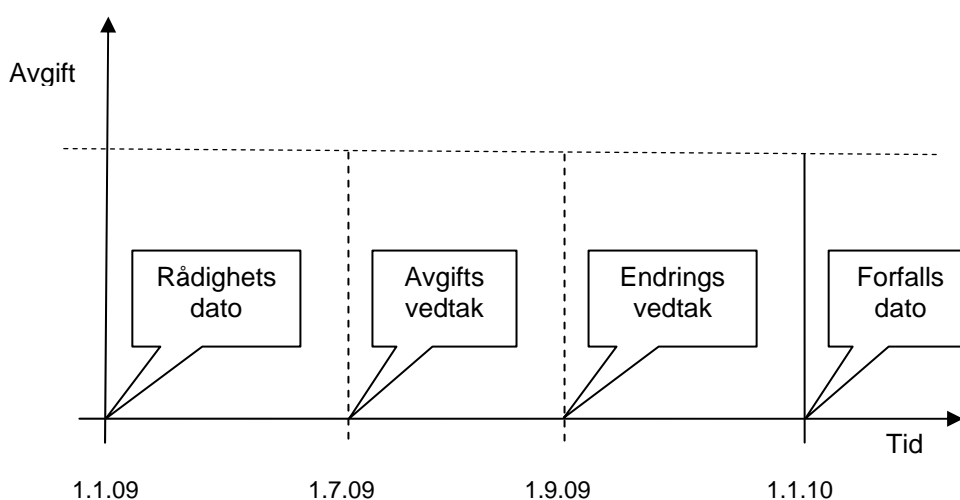 Avgift
Rådighets
dato
Avgifts
vedtak
Endrings
vedtak
Forfalls
dato
Tid
1.1.09
1.7.09
1.9.09
1.1.10